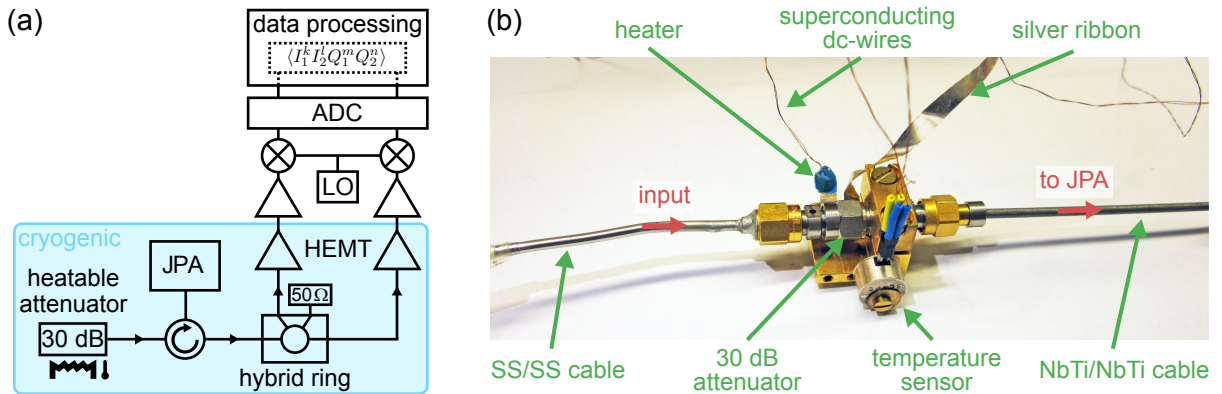 (a)
data processing
⟨I₁ᵏI₂ˡQ₁ᵐQ₂ⁿ⟩
ADC
LO
cryogenic
HEMT
JPA
heatable
attenuator
50Ω
30 dB
hybrid ring
(b)
heater
superconducting
dc-wires
silver ribbon
input
to JPA
SS/SS cable
30 dB
attenuator
temperature
sensor
NbTi/NbTi cable